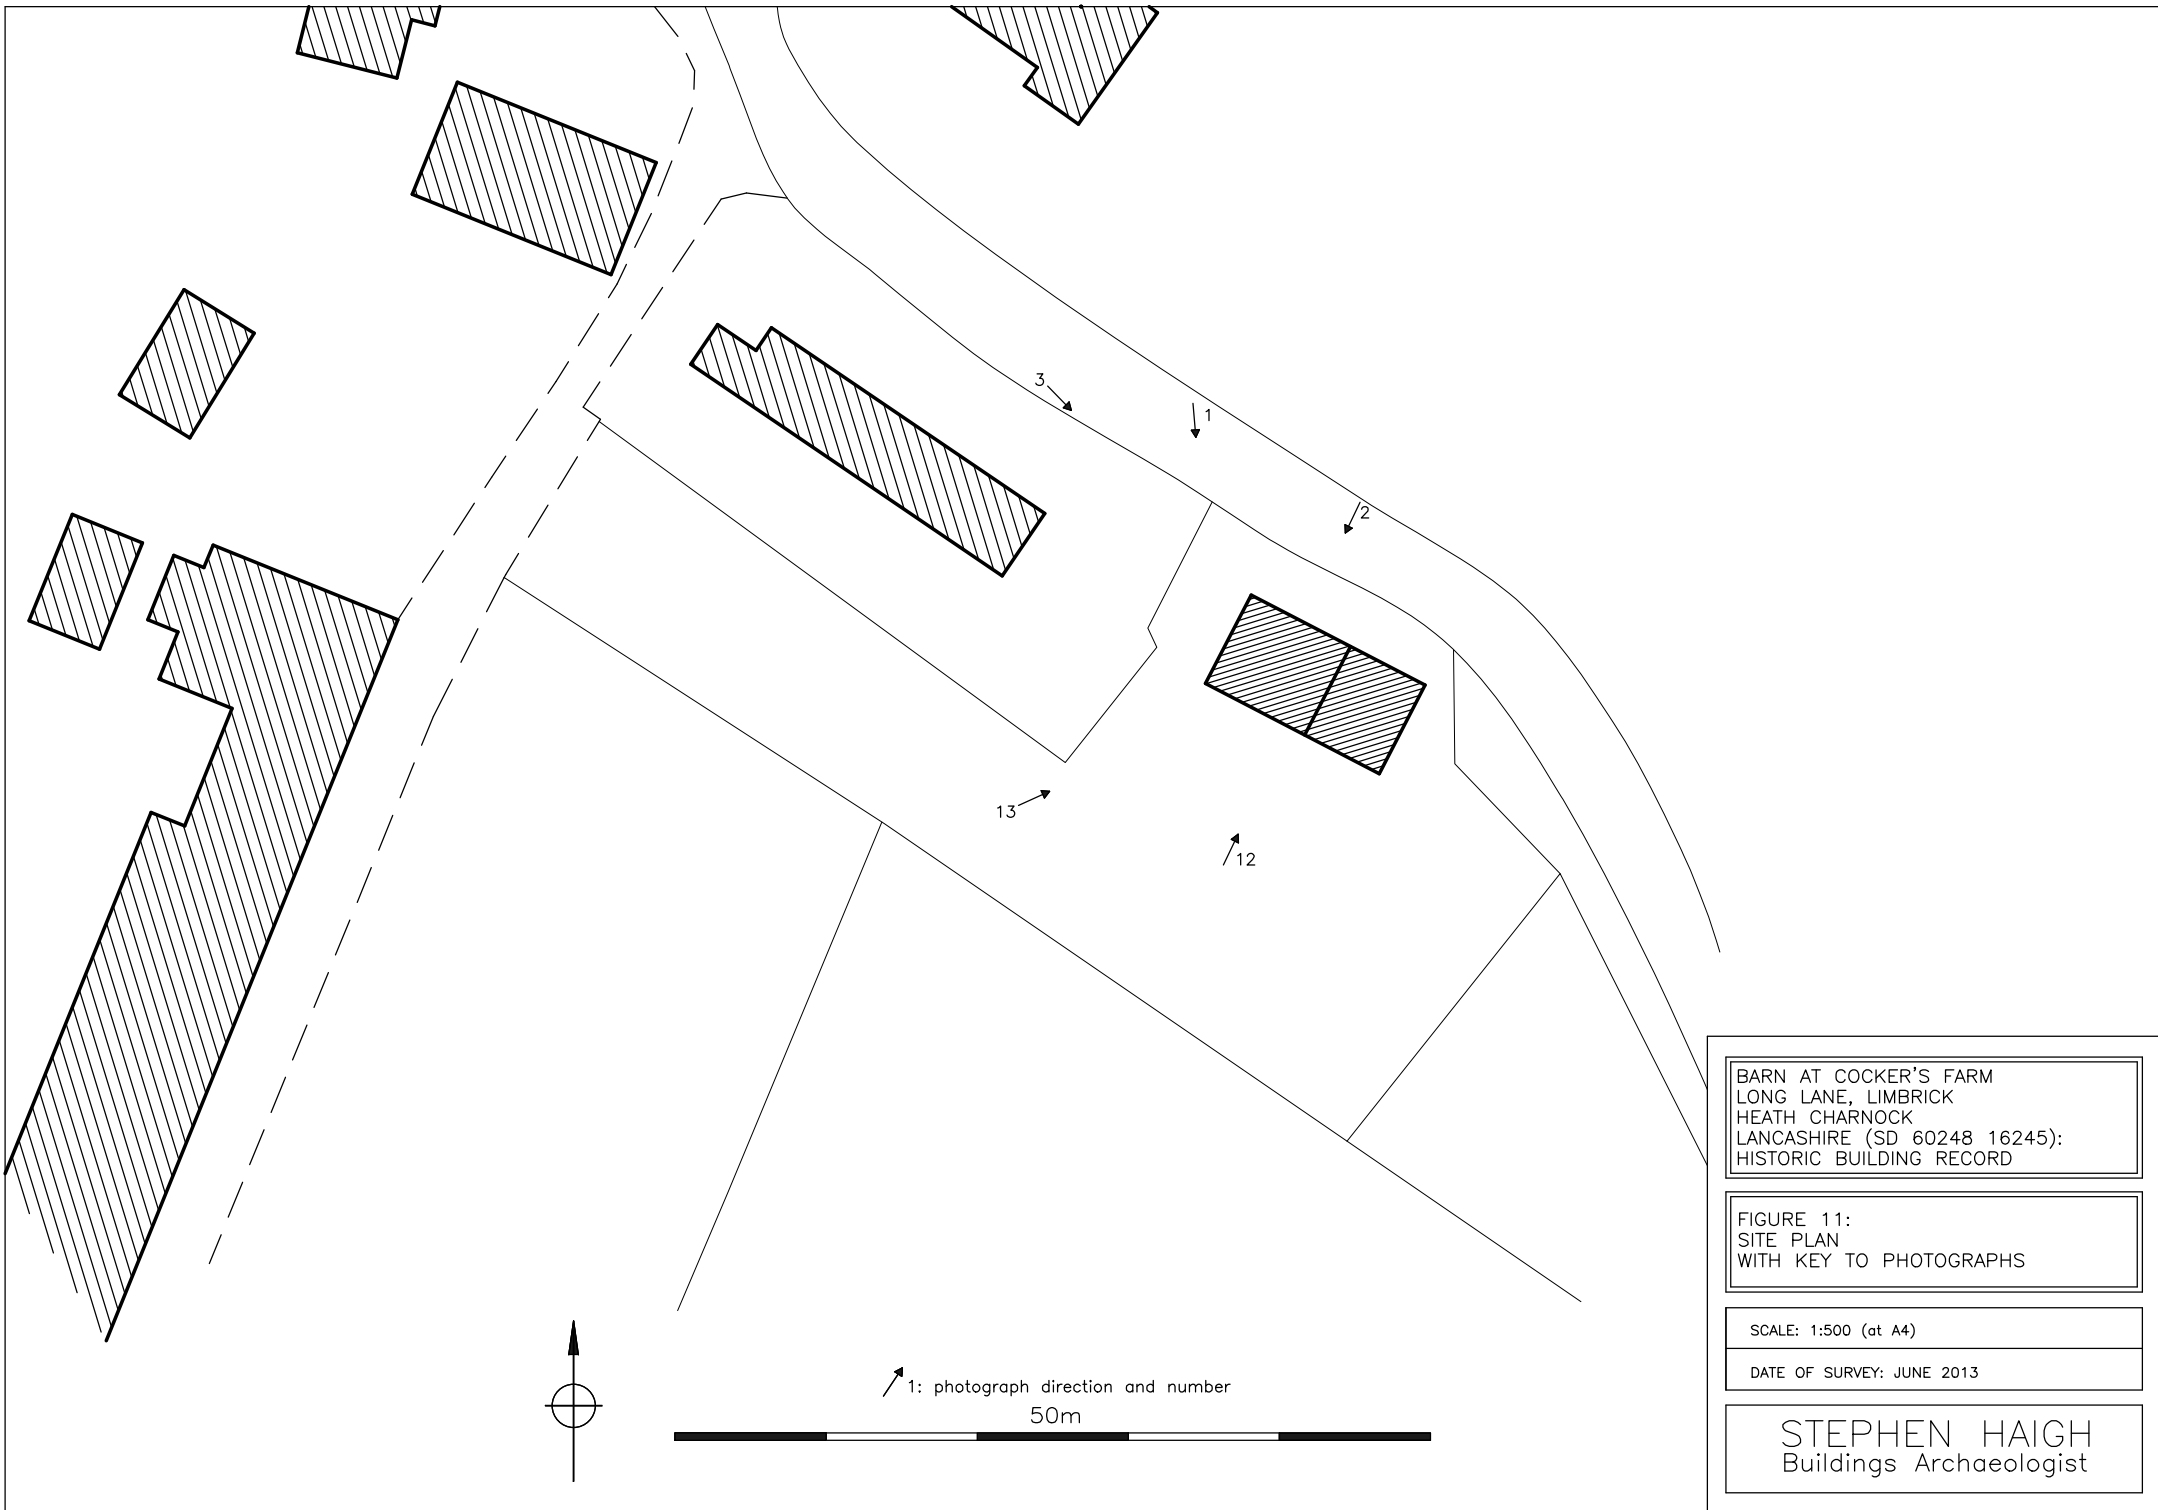 3
1
2
13
12
1: photograph direction and number
50m
BARN AT COCKER'S FARM
LONG LANE, LIMBRICK
HEATH CHARNOCK
LANCASHIRE (SD 60248 16245):
HISTORIC BUILDING RECORD
FIGURE 11:
SITE PLAN
WITH KEY TO PHOTOGRAPHS
SCALE: 1:500 (at A4)
DATE OF SURVEY: JUNE 2013
STEPHEN HAIGH
Buildings Archaeologist